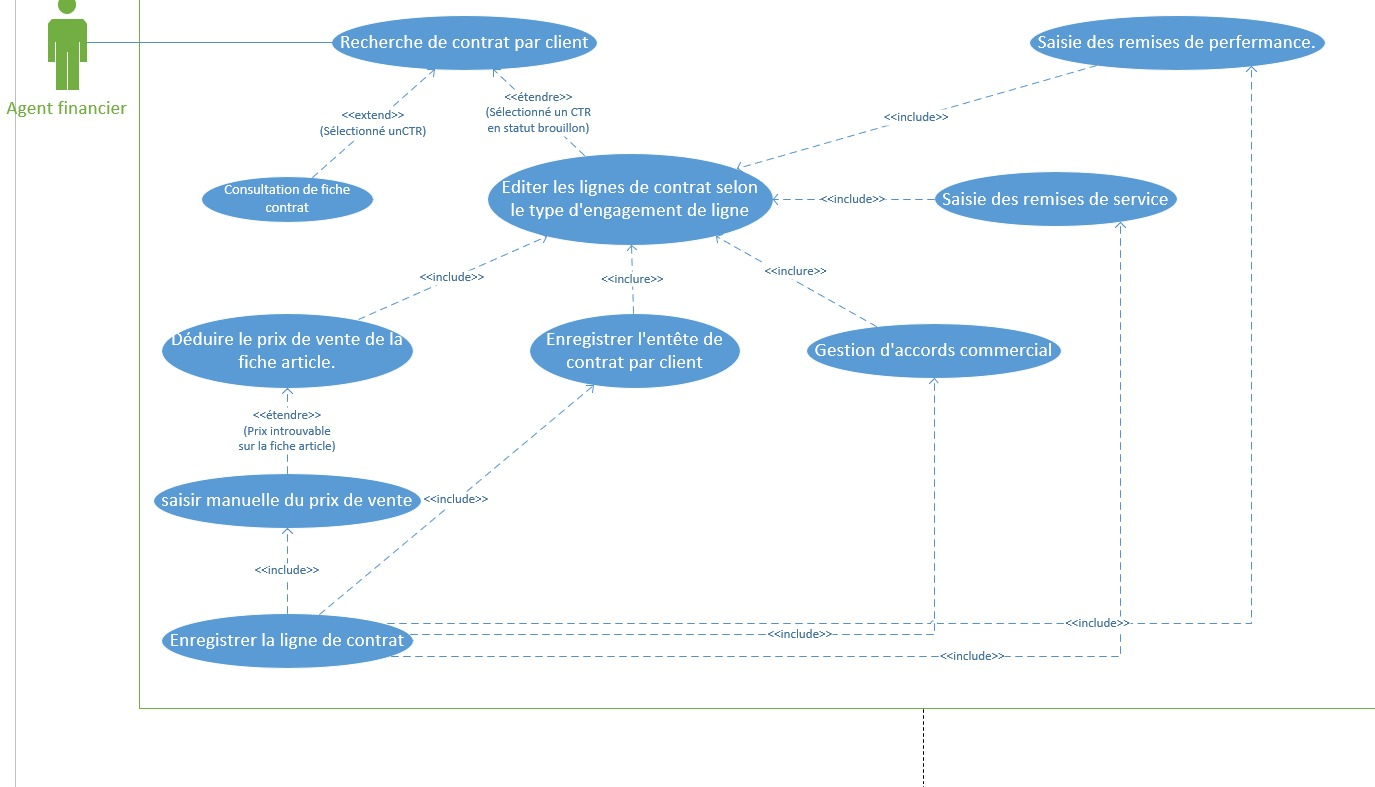 Recherche de contrat par client
Saisie des remises de perfermance.
Agent financier
<<extend>>
(Sélectionné unCTR)
<<étendre>>
(Sélectionné un CTR
en statut brouillon)
<<include>>
Consultation de fiche
contrat
Editer les lignes de contrat selon
le type d'engagement de ligne
<<include>>
Saisie des remises de service
<<include>>
<<inclure>>
<<inclure>>
Déduire le prix de vente de la
fiche article.
Enregistrer l'entête de
contrat par client
Gestion d'accords commercial
<<étendre>>
(Prix introuvable
sur la fiche article)
saisir manuelle du prix de vente
<<include>>
<<include>>
Enregistrer la ligne de contrat
<<include>>
<<include>>
<<include>>